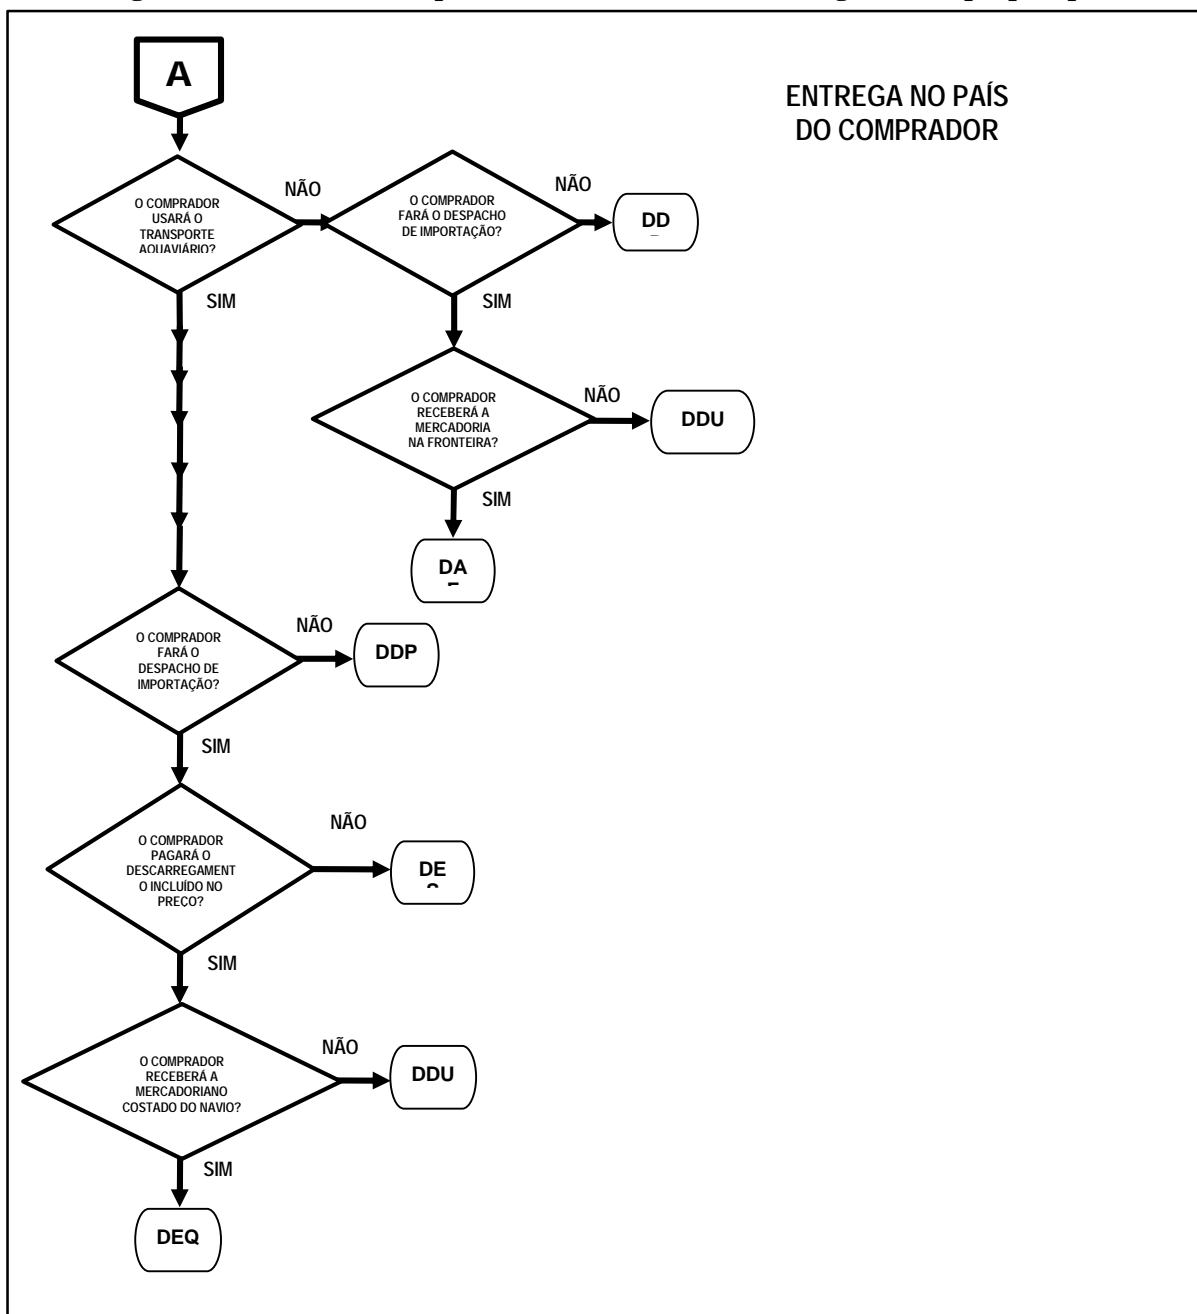 A
ENTREGA NO PAÍS
DO COMPRADOR
O COMPRADOR
USARÁ O
TRANSPORTE
AQUAVIÁRIO?
NÃO
O COMPRADOR
FARÁ O DESPACHO
DE IMPORTAÇÃO?
NÃO
DD
SIM
SIM
O COMPRADOR
RECEBERÁ A
MERCADORIA
NA FRONTEIRA?
NÃO
DDU
SIM
DA
O COMPRADOR
FARÁ O
DESPACHO DE
IMPORTAÇÃO?
NÃO
DDP
SIM
O COMPRADOR
PAGARÁ O
DESCARREGAMENT
O INCLUÍDO NO
PREÇO?
NÃO
DE
SIM
O COMPRADOR
RECEBERÁ A
MERCADORIANO
COSTADO DO NAVIO?
NÃO
DDU
SIM
DEQ